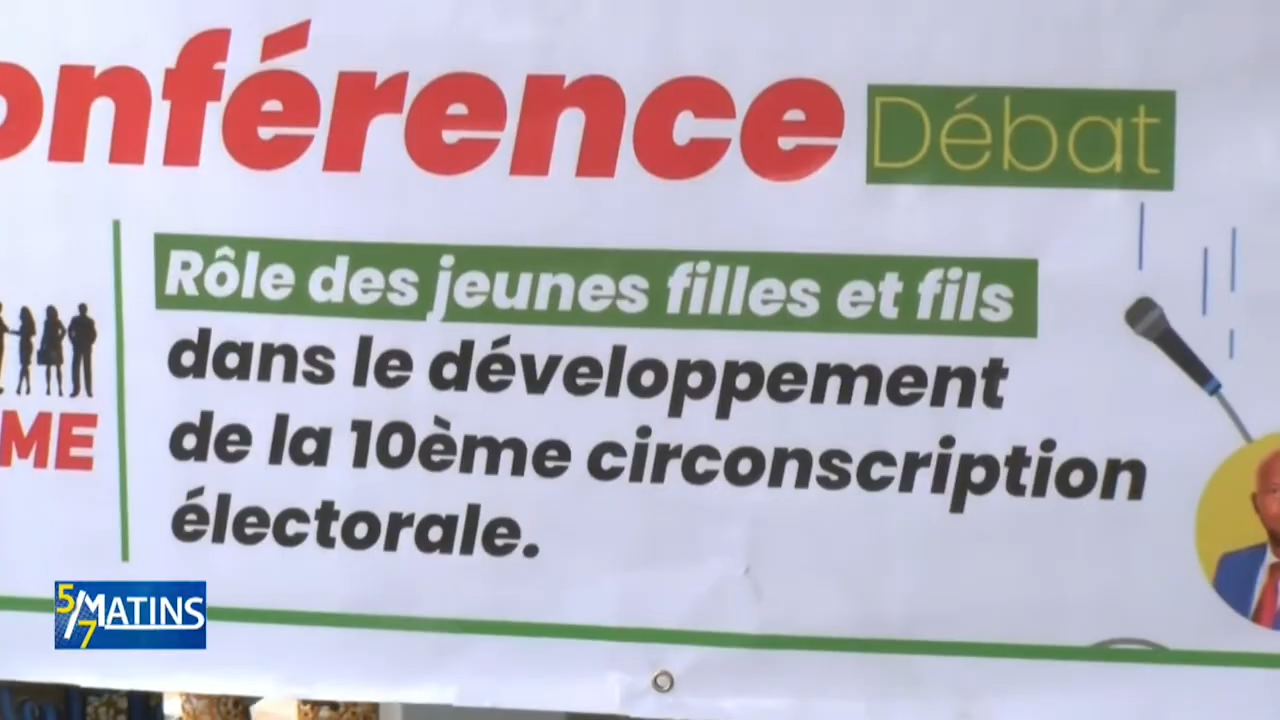 onférence Débat
Rôle des jeunes filles et fils
dans le développement
de la 10ème circonscription
électorale.
ME
5/7 MATINS